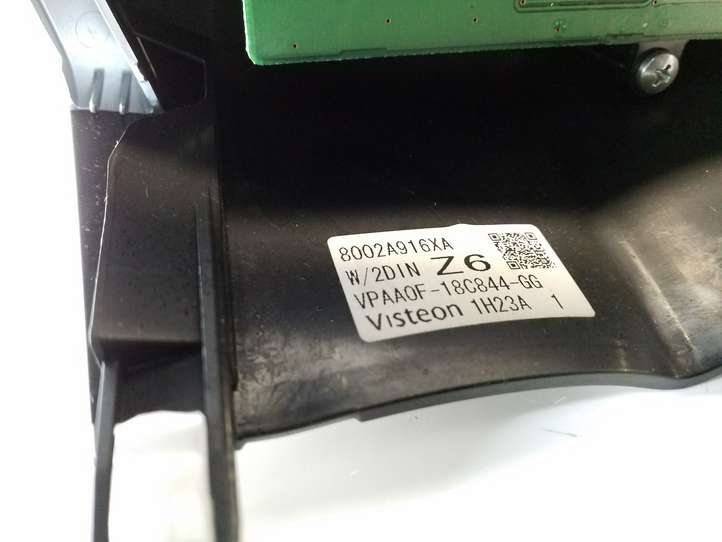 8002A916XA
W/2DIN Z6
VPAA0F-18C844-GG
Visteon 1H23A 1